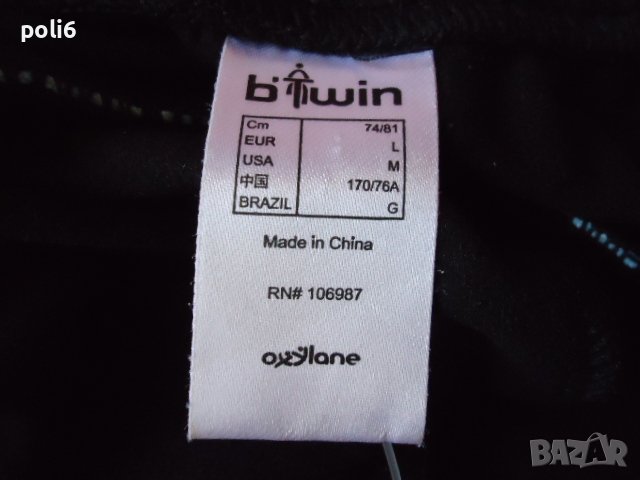 poli6
b'Twin
Cm 74/81
EUR L
USA M
中国 170/76A
BRAZIL G
Made in China
RN# 106987
oxylane
BAZAR